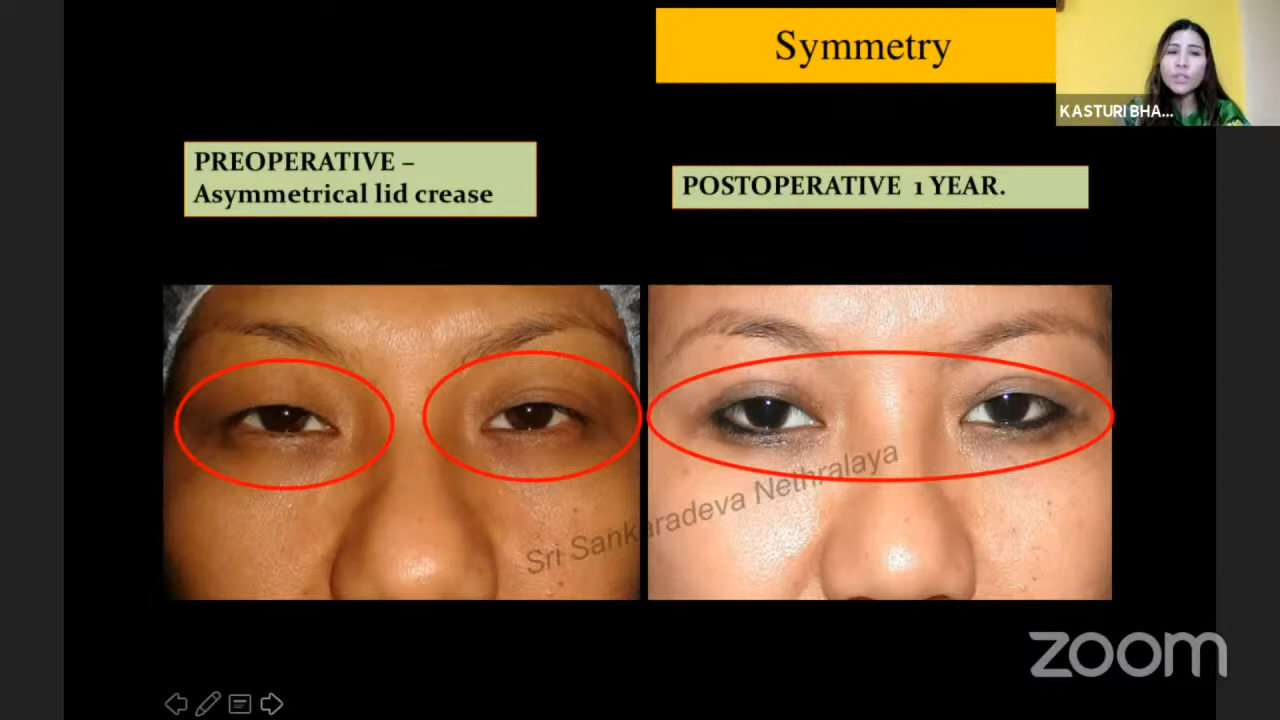 Symmetry
KASTURI BHA...
PREOPERATIVE –
Asymmetrical lid crease
POSTOPERATIVE 1 YEAR.
Sri Sankaradeva Nethralaya
zoom